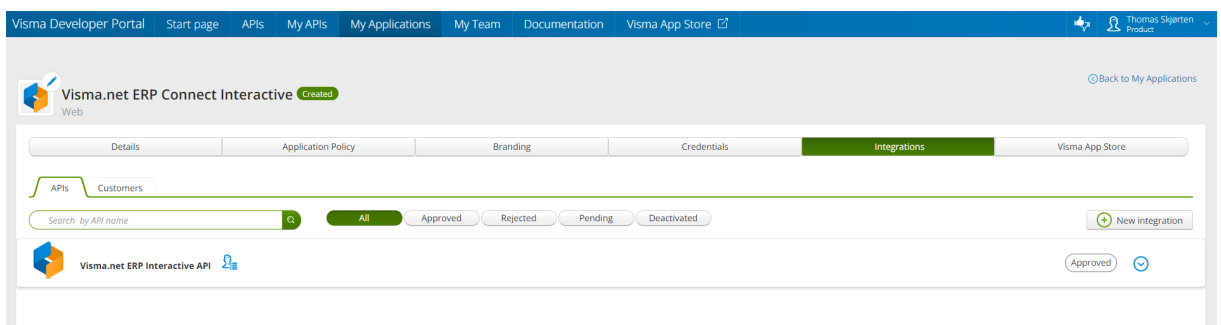 Visma Developer Portal Start page APIs My APIs My Applications My Team Documentation Visma App Store Thomas Skjørten
Product
Back to My Applications
Visma.net ERP Connect Interactive Created
Web
Details Application Policy Branding Credentials Integrations Visma App Store
APIs Customers
Search by API name All Approved Rejected Pending Deactivated New integration
Visma.net ERP Interactive API Approved